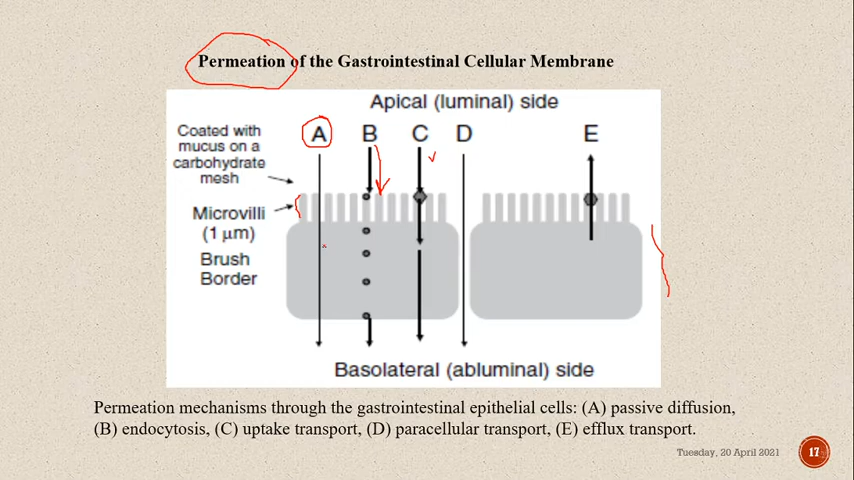 Permeation of the Gastrointestinal Cellular Membrane
Apical (luminal) side
A B C D E
Coated with
mucus on a
carbohydrate
mesh
Microvilli
(1 μm)
Brush
Border
Basolateral (abluminal) side
Permeation mechanisms through the gastrointestinal epithelial cells: (A) passive diffusion,
(B) endocytosis, (C) uptake transport, (D) paracellular transport, (E) efflux transport.
Tuesday, 20 April 2021
17